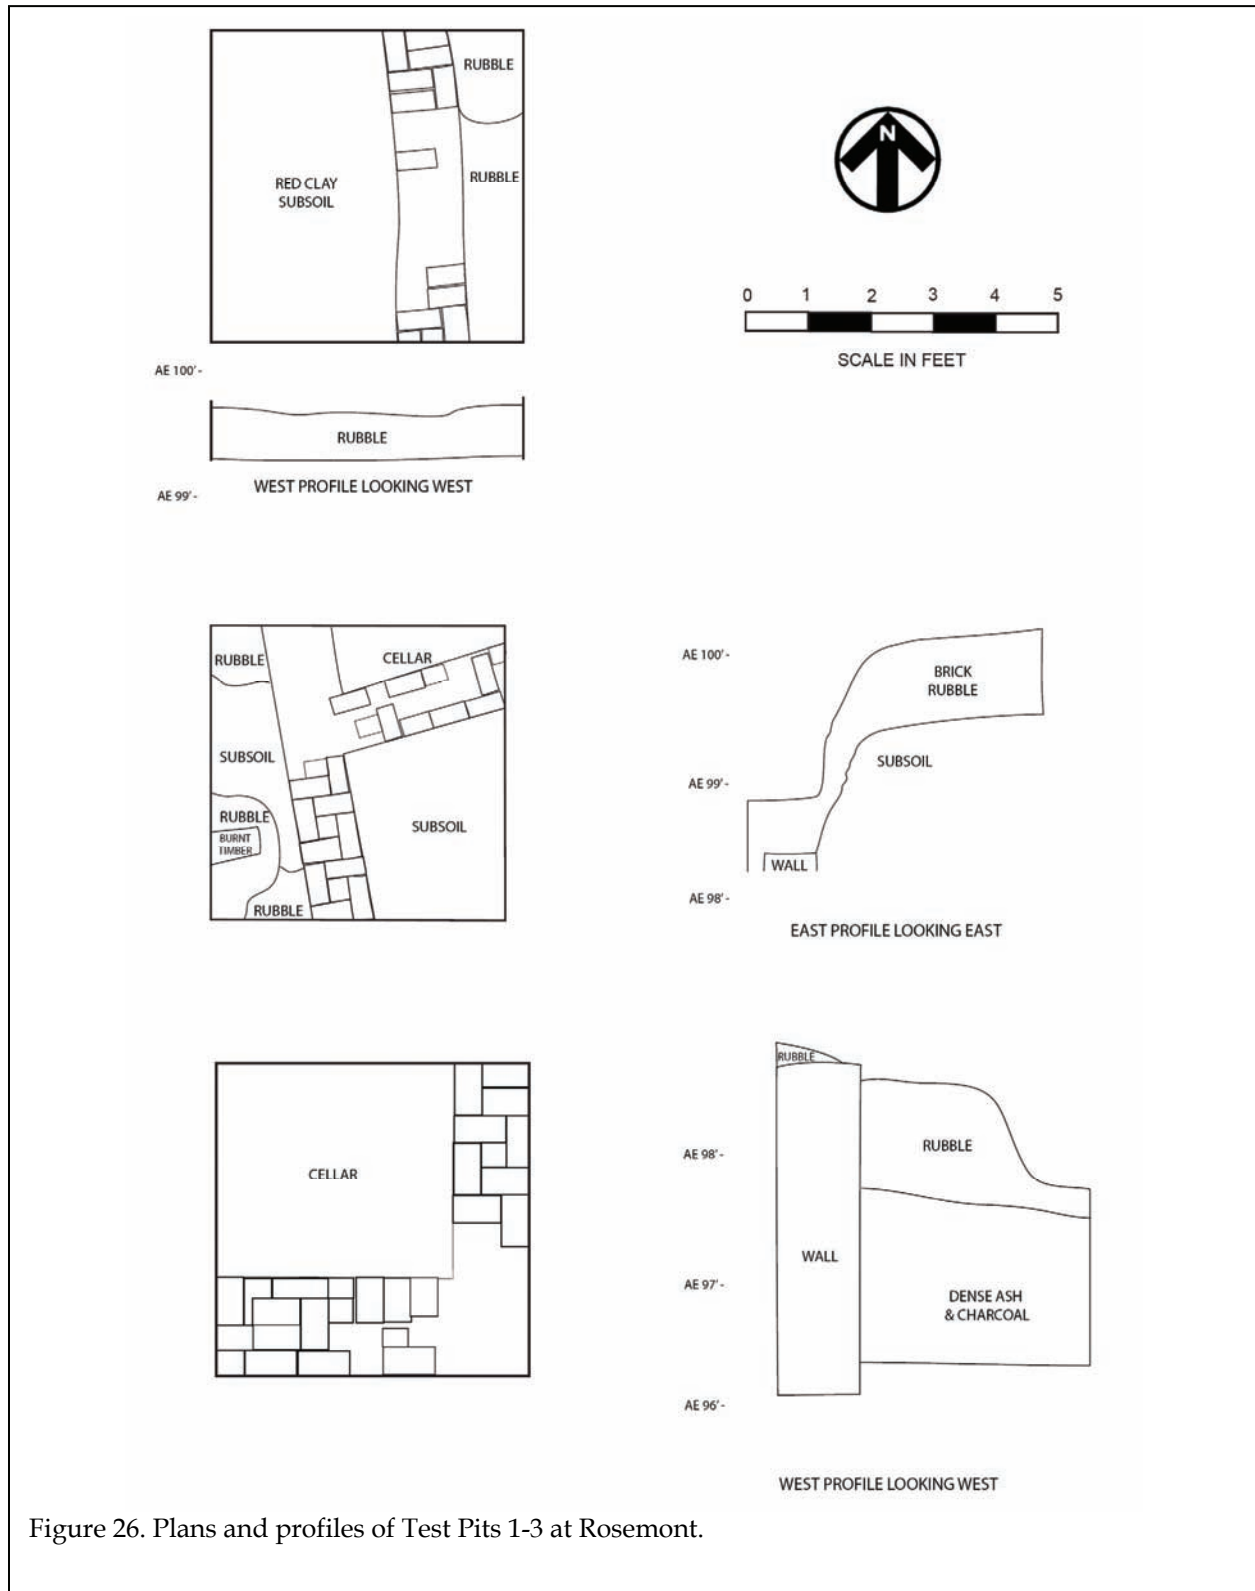 RUBBLE
RED CLAY
SUBSOIL
RUBBLE
N
0 1 2 3 4 5
SCALE IN FEET
AE 100' -
RUBBLE
AE 99' -
WEST PROFILE LOOKING WEST
RUBBLE
CELLAR
SUBSOIL
RUBBLE
BURNT
TIMBER
SUBSOIL
RUBBLE
AE 100' -
BRICK
RUBBLE
SUBSOIL
AE 99' -
WALL
AE 98' -
EAST PROFILE LOOKING EAST
CELLAR
RUBBLE
AE 98' -
RUBBLE
WALL
AE 97' -
DENSE ASH
& CHARCOAL
AE 96' -
WEST PROFILE LOOKING WEST
Figure 26. Plans and profiles of Test Pits 1-3 at Rosemont.